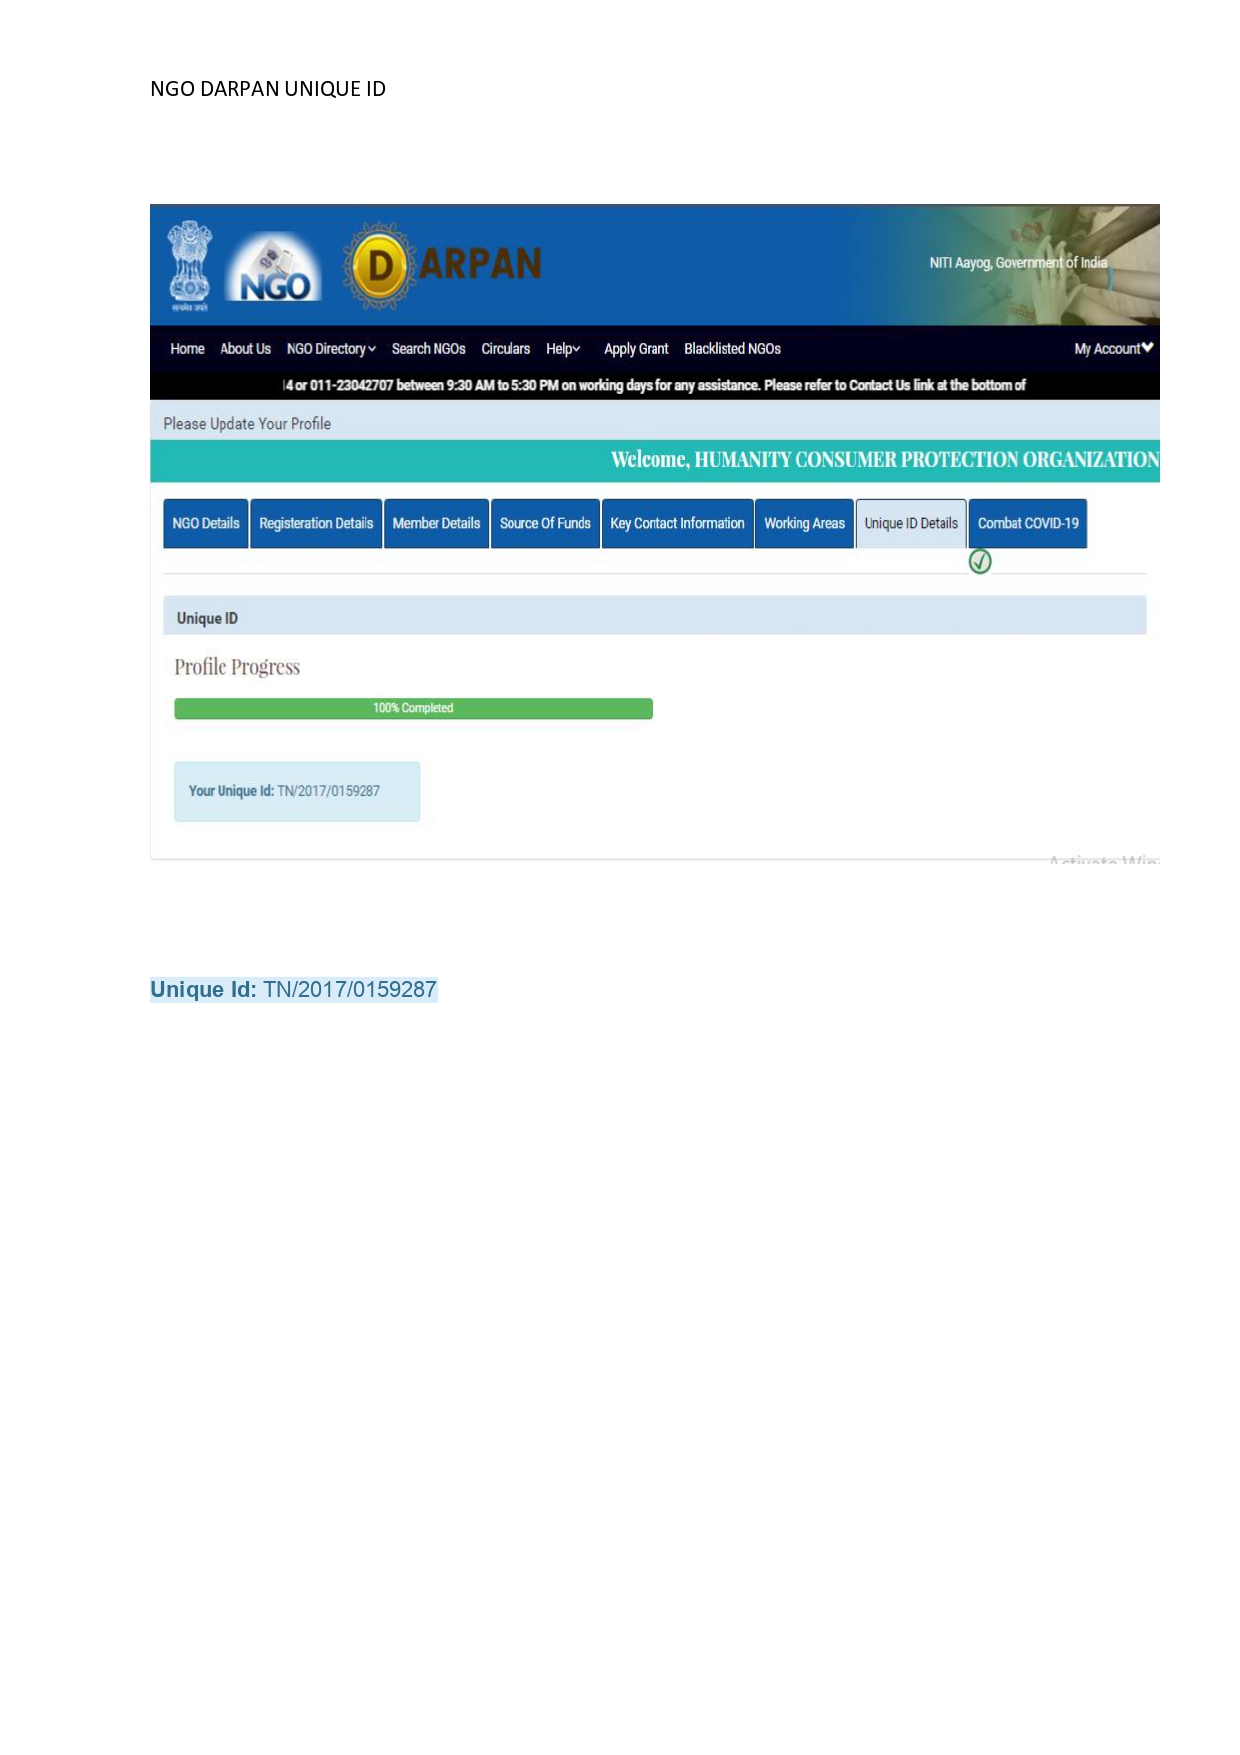 NGO DARPAN UNIQUE ID
सत्यमेव जयते
NGO
DARPAN
NITI Aayog, Government of India
Home About Us NGO Directory Search NGOs Circulars Help Apply Grant Blacklisted NGOs My Account
4 or 011-23042707 between 9:30 AM to 5:30 PM on working days for any assistance. Please refer to Contact Us link at the bottom of
Please Update Your Profile
Welcome, HUMANITY CONSUMER PROTECTION ORGANIZATION
NGO Details Registeration Details Member Details Source Of Funds Key Contact Information Working Areas Unique ID Details Combat COVID-19
Unique ID
Profile Progress
100% Completed
Your Unique Id: TN/2017/0159287
Activate Win
Unique Id: TN/2017/0159287